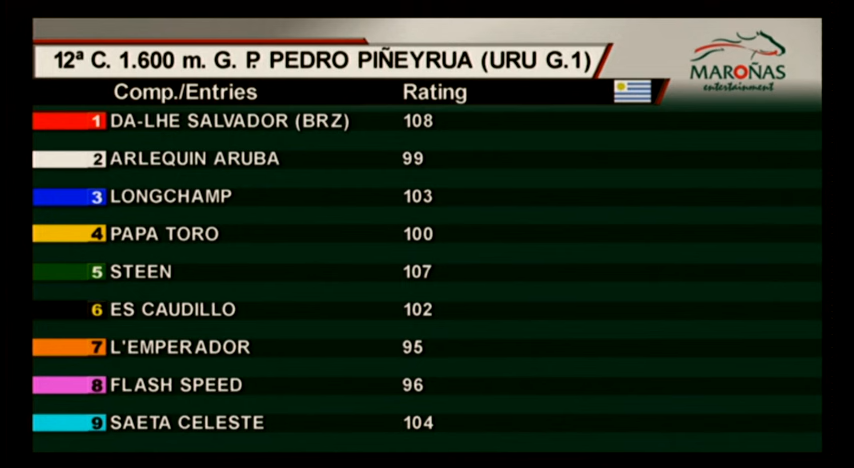 12ª C. 1.600 m. G. P. PEDRO PIÑEYRUA (URU G.1)
MAROÑAS
entertainment
Comp./Entries Rating
1 DA-LHE SALVADOR (BRZ) 108
2 ARLEQUIN ARUBA 99
3 LONGCHAMP 103
4 PAPA TORO 100
5 STEEN 107
6 ES CAUDILLO 102
7 L'EMPERADOR 95
8 FLASH SPEED 96
9 SAETA CELESTE 104